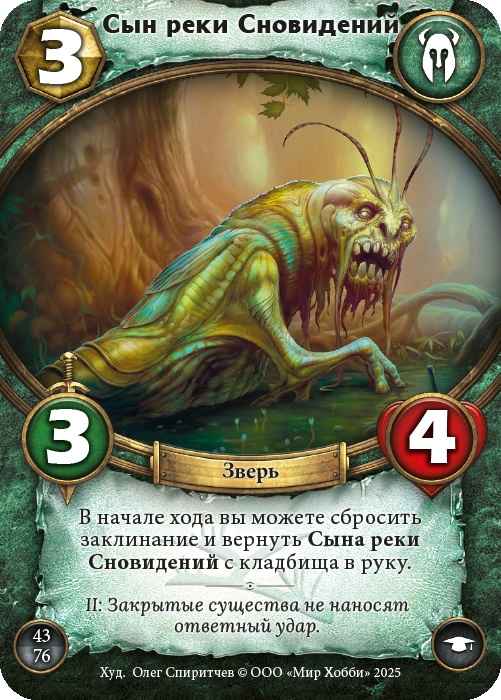 3
Сын реки Сновидений
3
Зверь
4
В начале хода вы можете сбросить
заклинание и вернуть Сына реки
Сновидений с кладбища в руку.
II: Закрытые существа не наносят
ответный удар.
43
76
Худ. Олег Спиритчев © ООО «Мир Хобби» 2025